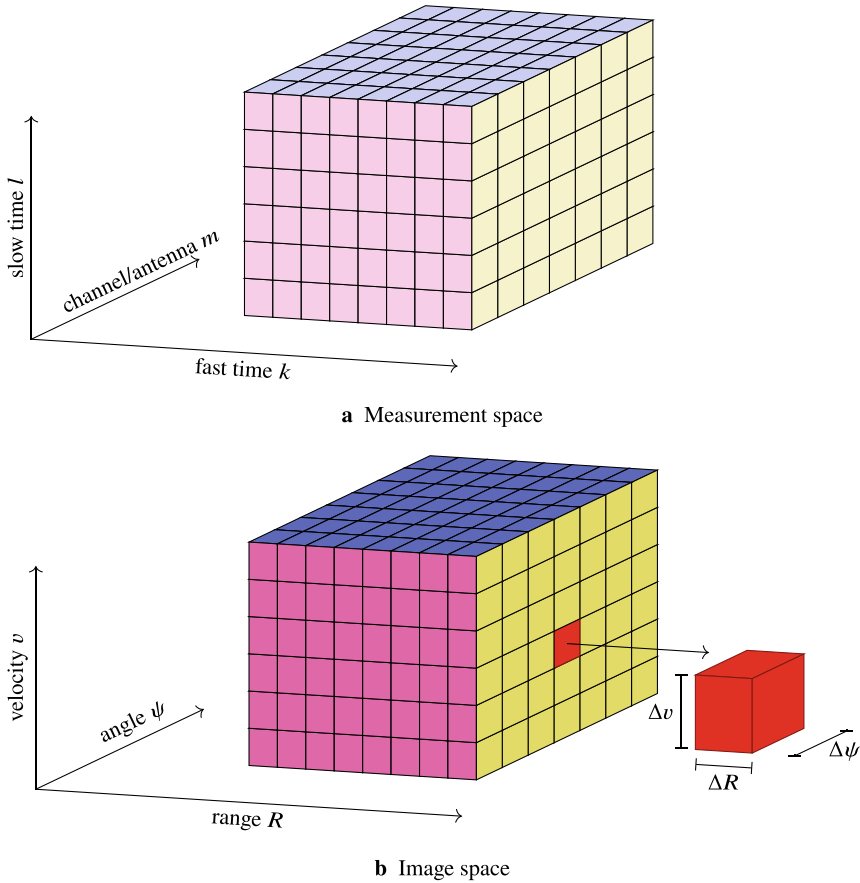 slow time l
channel/antenna m
fast time k
a Measurement space
velocity v
angle ψ
range R
Δv
ΔR
Δψ
b Image space